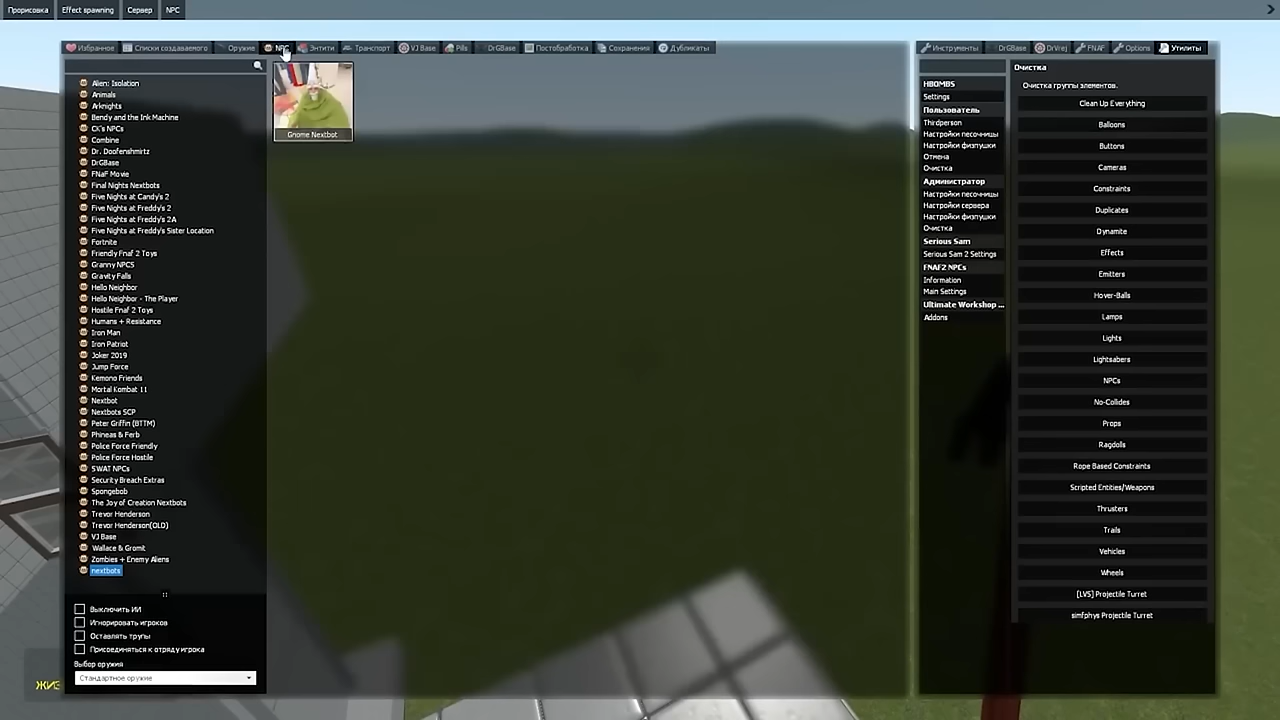 Прорисовка Effect spawning Сервер NPC
Избранное Списки создаваемого Оружие NPC Энтити Транспорт VJ Base Pills DrGBase Постобработка Сохранения Дубликаты
Alien: Isolation
Animals
Arknights
Bendy and the Ink Machine
CK's NPCs
Combine
Dr. Doofenshmirtz
DrGBase
FNaF Movie
Final Nights Nextbots
Five Nights at Candy's 2
Five Nights at Freddy's 2
Five Nights at Freddy's 2A
Five Nights at Freddy's Sister Location
Fortnite
Friendly Fnaf 2 Toys
Granny NPCS
Gravity Falls
Hello Neighbor
Hello Neighbor - The Player
Hostile Fnaf 2 Toys
Humans + Resistance
Iron Man
Iron Patriot
Joker 2019
Jump Force
Kemono Friends
Mortal Kombat 11
Nextbot
Nextbots SCP
Peter Griffin (BTTM)
Phineas & Ferb
Police Force Friendly
Police Force Hostile
SWAT NPCs
Security Breach Extras
Spongebob
The Joy of Creation Nextbots
Trevor Henderson
Trevor Henderson(OLD)
VJ Base
Wallace & Gromit
Zombies + Enemy Aliens
nextbots
Выключить ИИ
Игнорировать игроков
Оставлять трупы
Присоединяться к отряду игрока
Выбор оружия
Стандартное оружие
ЖИЗ
Gnome Nextbot
Инструменты DrGBase DrVrej FNAF Options Утилиты
HBOMBS
Settings
Пользователь
Thirdperson
Настройки песочницы
Настройки физпушки
Отмена
Очистка
Администратор
Настройки песочницы
Настройки сервера
Настройки физпушки
Очистка
Serious Sam
Serious Sam 2 Settings
FNAF2 NPCs
Information
Main Settings
Ultimate Workshop ...
Addons
Очистка
Очистка группы элементов.
Clean Up Everything
Balloons
Buttons
Cameras
Constraints
Duplicates
Dynamite
Effects
Emitters
Hover-Balls
Lamps
Lights
Lightsabers
NPCs
No-Collides
Props
Ragdolls
Rope Based Constraints
Scripted Entities/Weapons
Thrusters
Trails
Vehicles
Wheels
[LVS] Projectile Turret
simfphys Projectile Turret